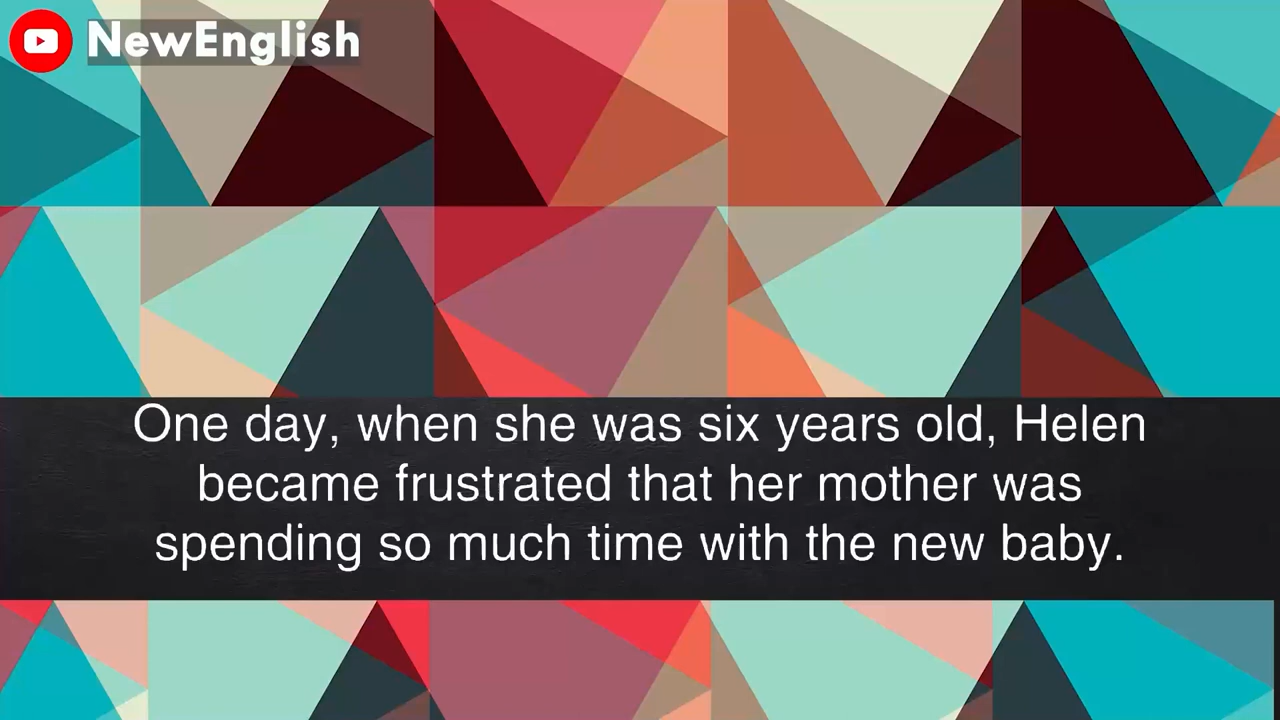 NewEnglish
One day, when she was six years old, Helen
became frustrated that her mother was
spending so much time with the new baby.